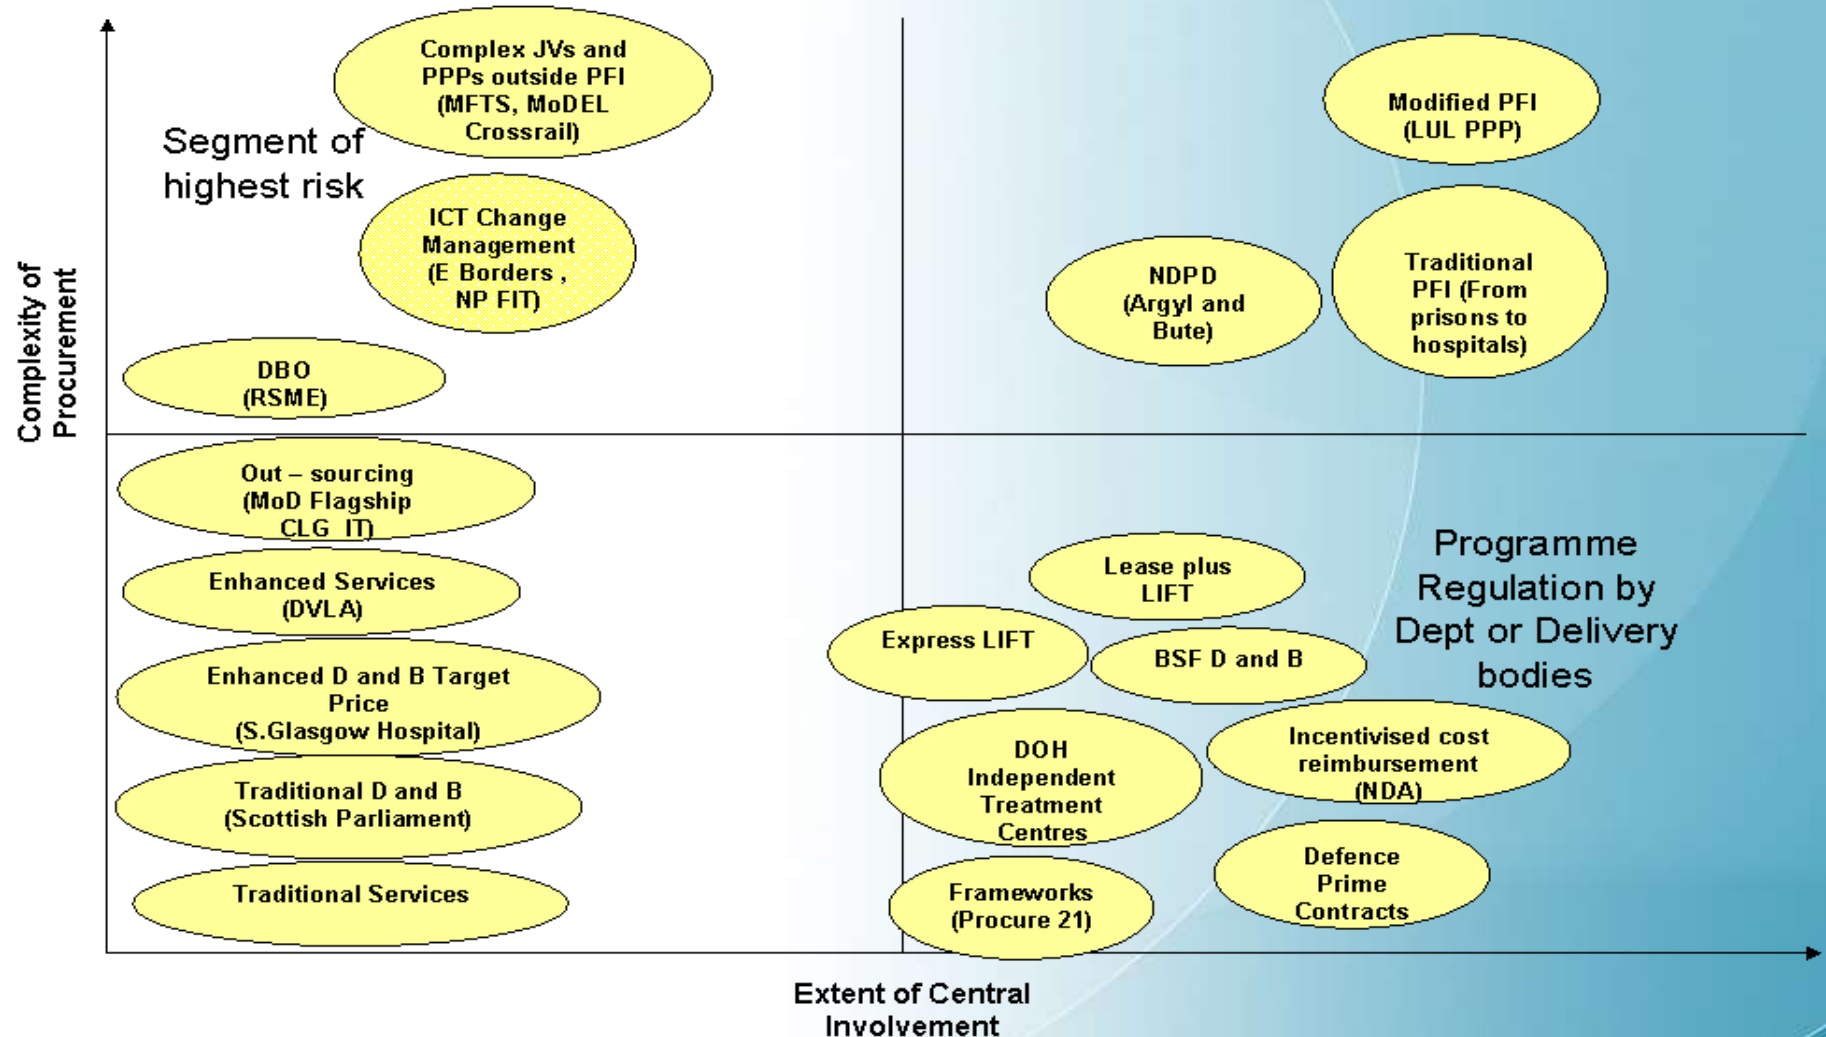 Complexity of
Procurement
Segment of
highest risk
Complex JVs and
PPPs outside PFI
(MFTS, MoDEL
Crossrail)
ICT Change
Management
(E Borders ,
NP FIT)
DBO
(RSME)
Modified PFI
(LUL PPP)
NDPD
(Argyl and
Bute)
Traditional
PFI (From
prisons to
hospitals)
Out – sourcing
(MoD Flagship
CLG IT)
Enhanced Services
(DVLA)
Enhanced D and B Target
Price
(S.Glasgow Hospital)
Traditional D and B
(Scottish Parliament)
Traditional Services
Lease plus
LIFT
Express LIFT
BSF D and B
Programme
Regulation by
Dept or Delivery
bodies
DOH
Independent
Treatment
Centres
Incentivised cost
reimbursement
(NDA)
Frameworks
(Procure 21)
Defence
Prime
Contracts
Extent of Central
Involvement